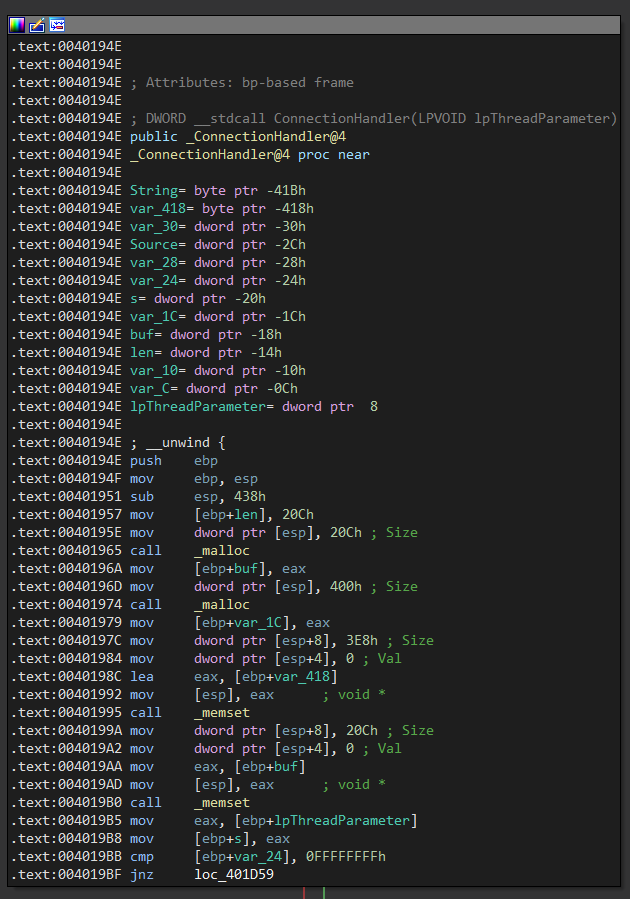 .text:0040194E
.text:0040194E
.text:0040194E ; Attributes: bp-based frame
.text:0040194E
.text:0040194E ; DWORD __stdcall ConnectionHandler(LPVOID lpThreadParameter)
.text:0040194E public _ConnectionHandler@4
.text:0040194E _ConnectionHandler@4 proc near
.text:0040194E
.text:0040194E String= byte ptr -41Bh
.text:0040194E var_418= byte ptr -418h
.text:0040194E var_30= dword ptr -30h
.text:0040194E Source= dword ptr -2Ch
.text:0040194E var_28= dword ptr -28h
.text:0040194E var_24= dword ptr -24h
.text:0040194E s= dword ptr -20h
.text:0040194E var_1C= dword ptr -1Ch
.text:0040194E buf= dword ptr -18h
.text:0040194E len= dword ptr -14h
.text:0040194E var_10= dword ptr -10h
.text:0040194E var_C= dword ptr -0Ch
.text:0040194E lpThreadParameter= dword ptr  8
.text:0040194E
.text:0040194E ; __unwind {
.text:0040194E push    ebp
.text:0040194F mov     ebp, esp
.text:00401951 sub     esp, 438h
.text:00401957 mov     [ebp+len], 20Ch
.text:0040195E mov     dword ptr [esp], 20Ch ; Size
.text:00401965 call    _malloc
.text:0040196A mov     [ebp+buf], eax
.text:0040196D mov     dword ptr [esp], 400h ; Size
.text:00401974 call    _malloc
.text:00401979 mov     [ebp+var_1C], eax
.text:0040197C mov     dword ptr [esp+8], 3E8h ; Size
.text:00401984 mov     dword ptr [esp+4], 0 ; Val
.text:0040198C lea     eax, [ebp+var_418]
.text:00401992 mov     [esp], eax      ; void *
.text:00401995 call    _memset
.text:0040199A mov     dword ptr [esp+8], 20Ch ; Size
.text:004019A2 mov     dword ptr [esp+4], 0 ; Val
.text:004019AA mov     eax, [ebp+buf]
.text:004019AD mov     [esp], eax      ; void *
.text:004019B0 call    _memset
.text:004019B5 mov     eax, [ebp+lpThreadParameter]
.text:004019B8 mov     [ebp+s], eax
.text:004019BB cmp     [ebp+var_24], 0FFFFFFFFh
.text:004019BF jnz     loc_401D59